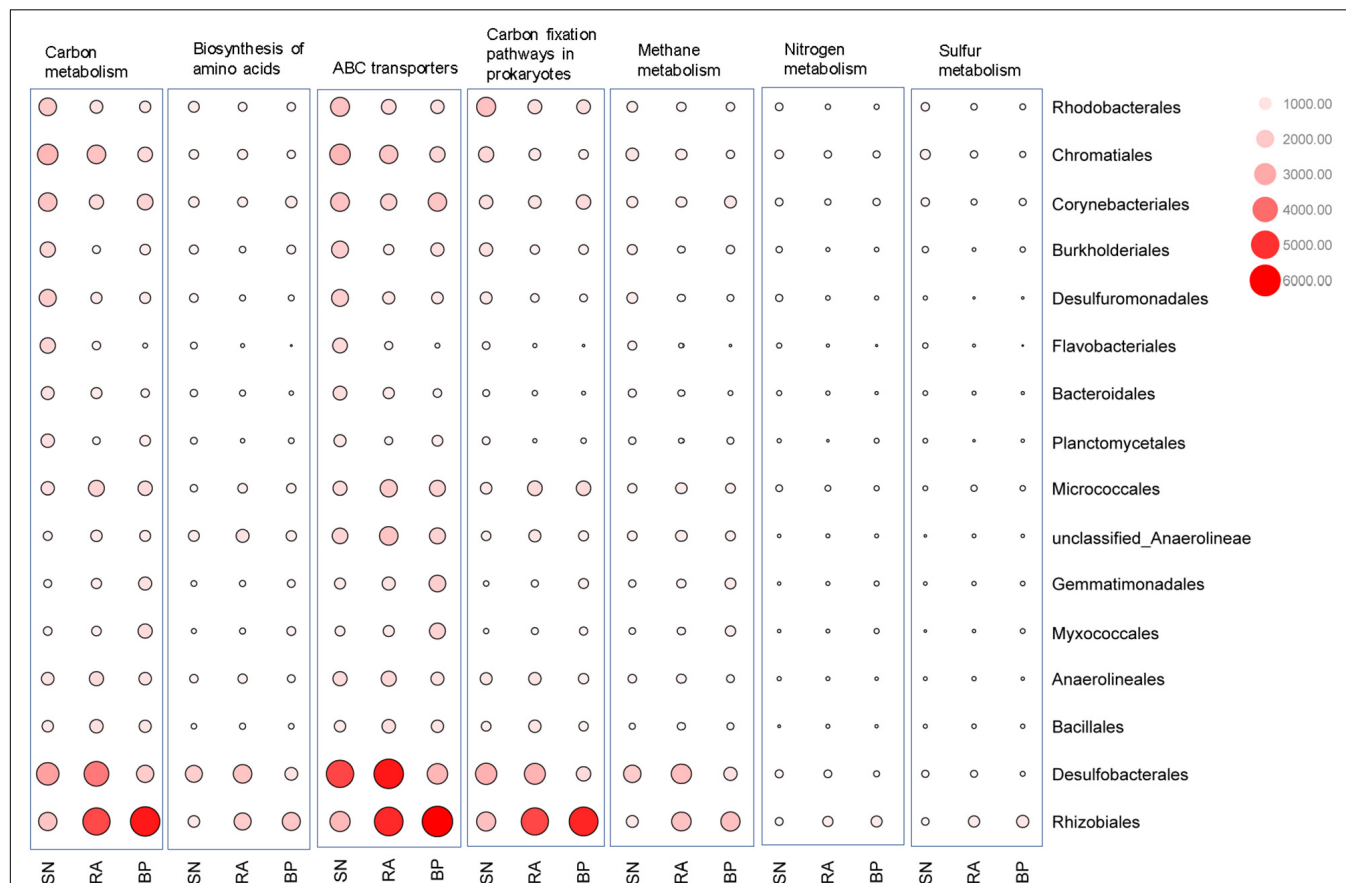 Carbon
metabolism
Biosynthesis of
amino acids
ABC transporters
Carbon fixation
pathways in
prokaryotes
Methane
metabolism
Nitrogen
metabolism
Sulfur
metabolism
Rhodobacterales
Chromatiales
Corynebacteriales
Burkholderiales
Desulfuromonadales
Flavobacteriales
Bacteroidales
Planctomycetales
Micrococcales
unclassified_Anaerolineae
Gemmatimonadales
Myxococcales
Anaerolineales
Bacillales
Desulfobacterales
Rhizobiales
1000.00
2000.00
3000.00
4000.00
5000.00
6000.00
SN RA BP SN RA BP SN RA BP SN RA BP SN RA BP SN RA BP SN RA BP